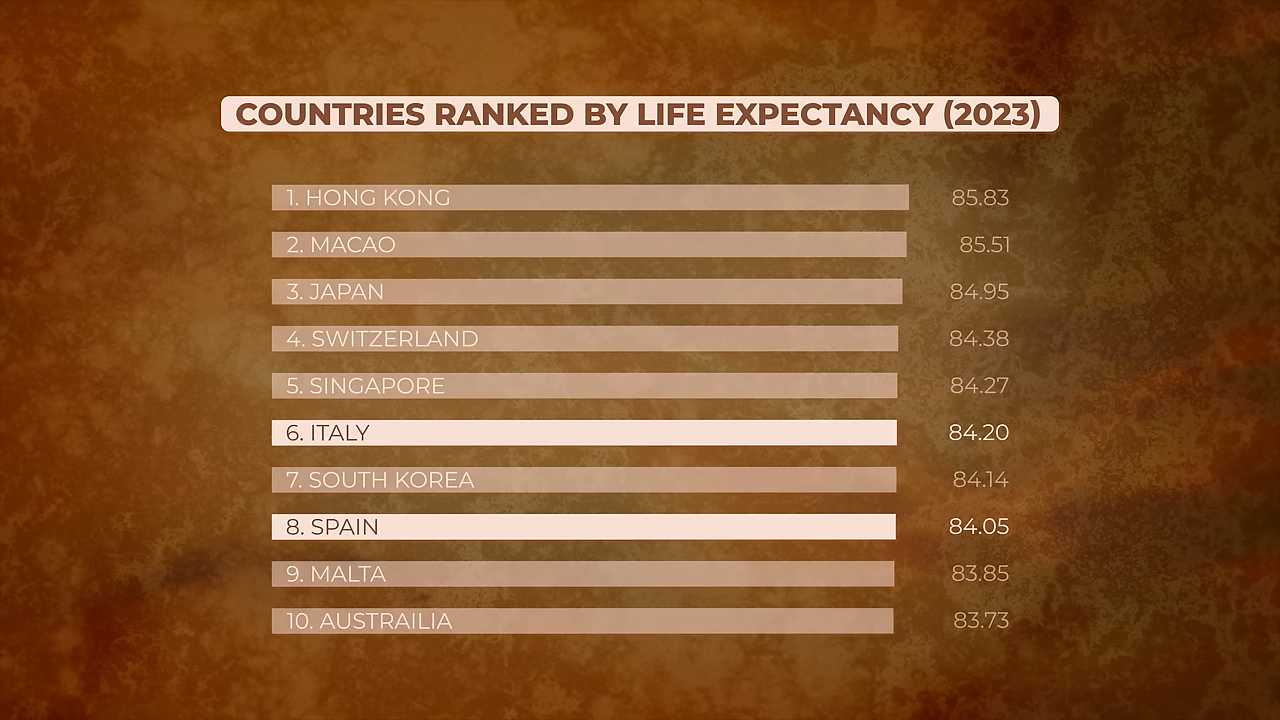 COUNTRIES RANKED BY LIFE EXPECTANCY (2023)
1. HONG KONG 85.83
2. MACAO 85.51
3. JAPAN 84.95
4. SWITZERLAND 84.38
5. SINGAPORE 84.27
6. ITALY 84.20
7. SOUTH KOREA 84.14
8. SPAIN 84.05
9. MALTA 83.85
10. AUSTRAILIA 83.73